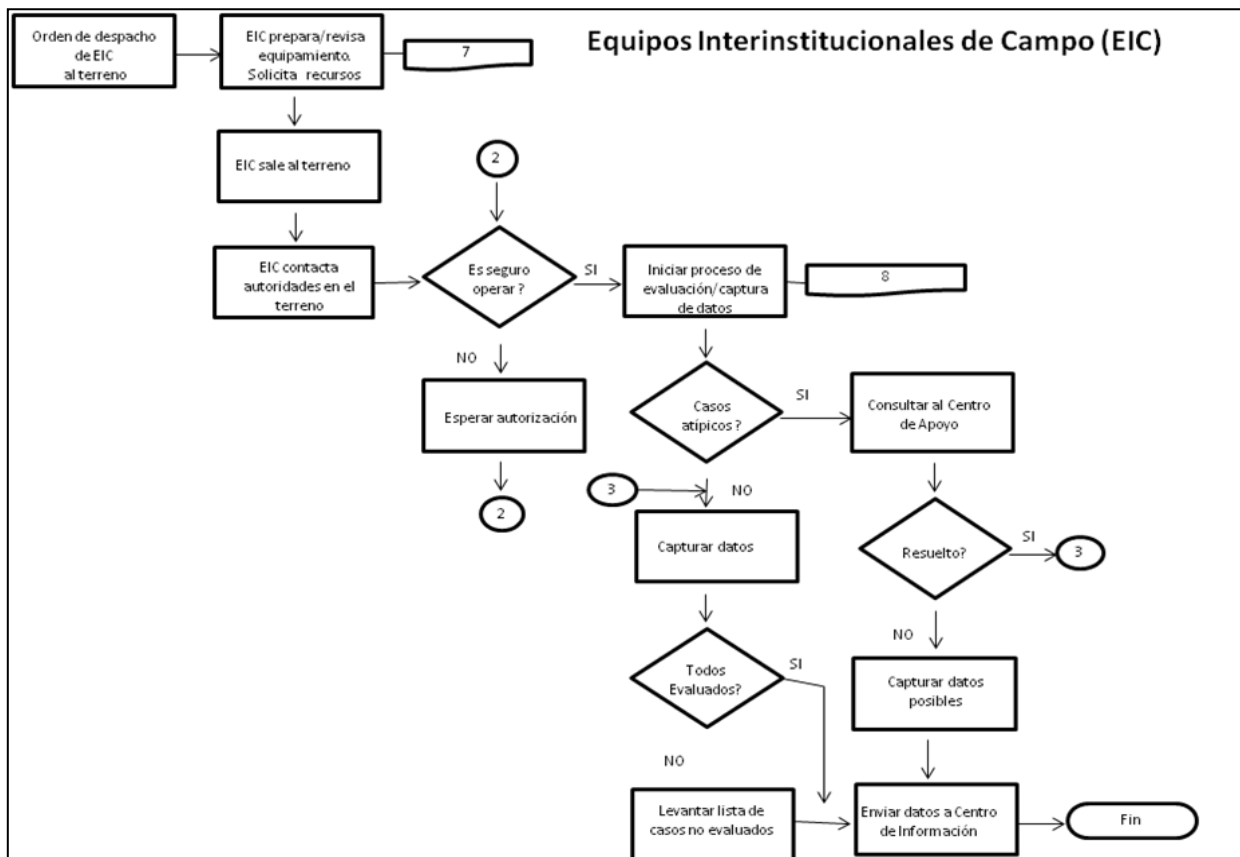 Equipos Interinstitucionales de Campo (EIC)
Orden de despacho
de EIC
al terreno
EIC prepara/revisa
equipamiento.
Solicita recursos
7
EIC sale al terreno
2
EIC contacta
autoridades en el
terreno
Es seguro
operar ?
SI
Iniciar proceso de
evaluación/captura
de datos
8
NO
Esperar autorización
2
Casos
atípicos ?
SI
Consultar al Centro
de Apoyo
3
NO
Capturar datos
Resuelto?
SI
3
NO
Todos
Evaluados?
SI
Capturar datos
posibles
NO
Levantar lista de
casos no evaluados
Enviar datos a Centro
de Información
Fin